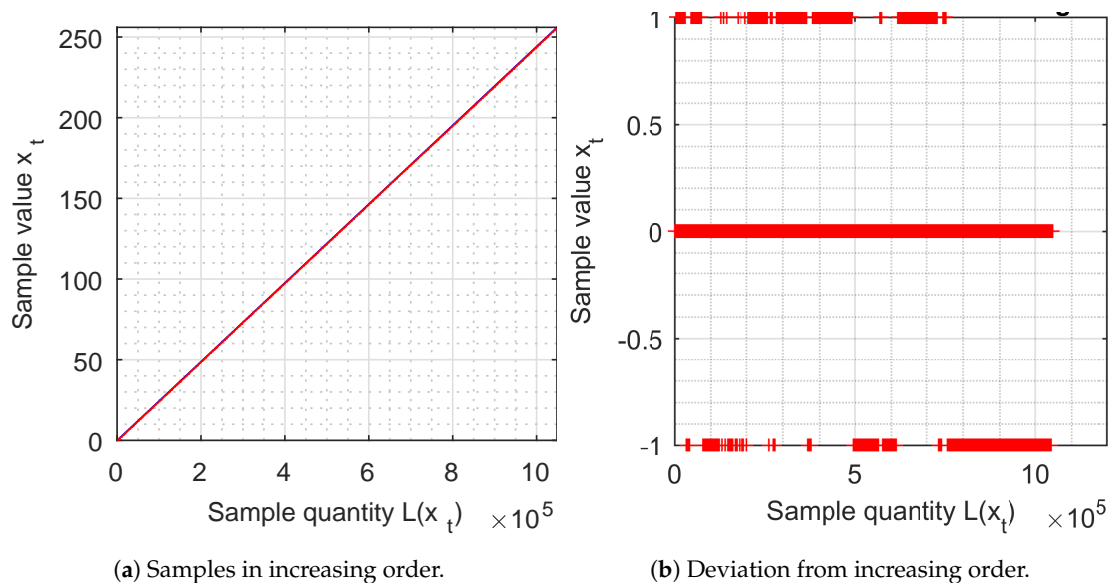 250
200
150
100
50
0
0 2 4 6 8 10
Sample value x t
Sample quantity L(x t) ×10 5
(a) Samples in increasing order.
g
1
0.5
0
-0.5
-1
0 5 10
Sample value x t
Sample quantity L(x t) ×10 5
(b) Deviation from increasing order.